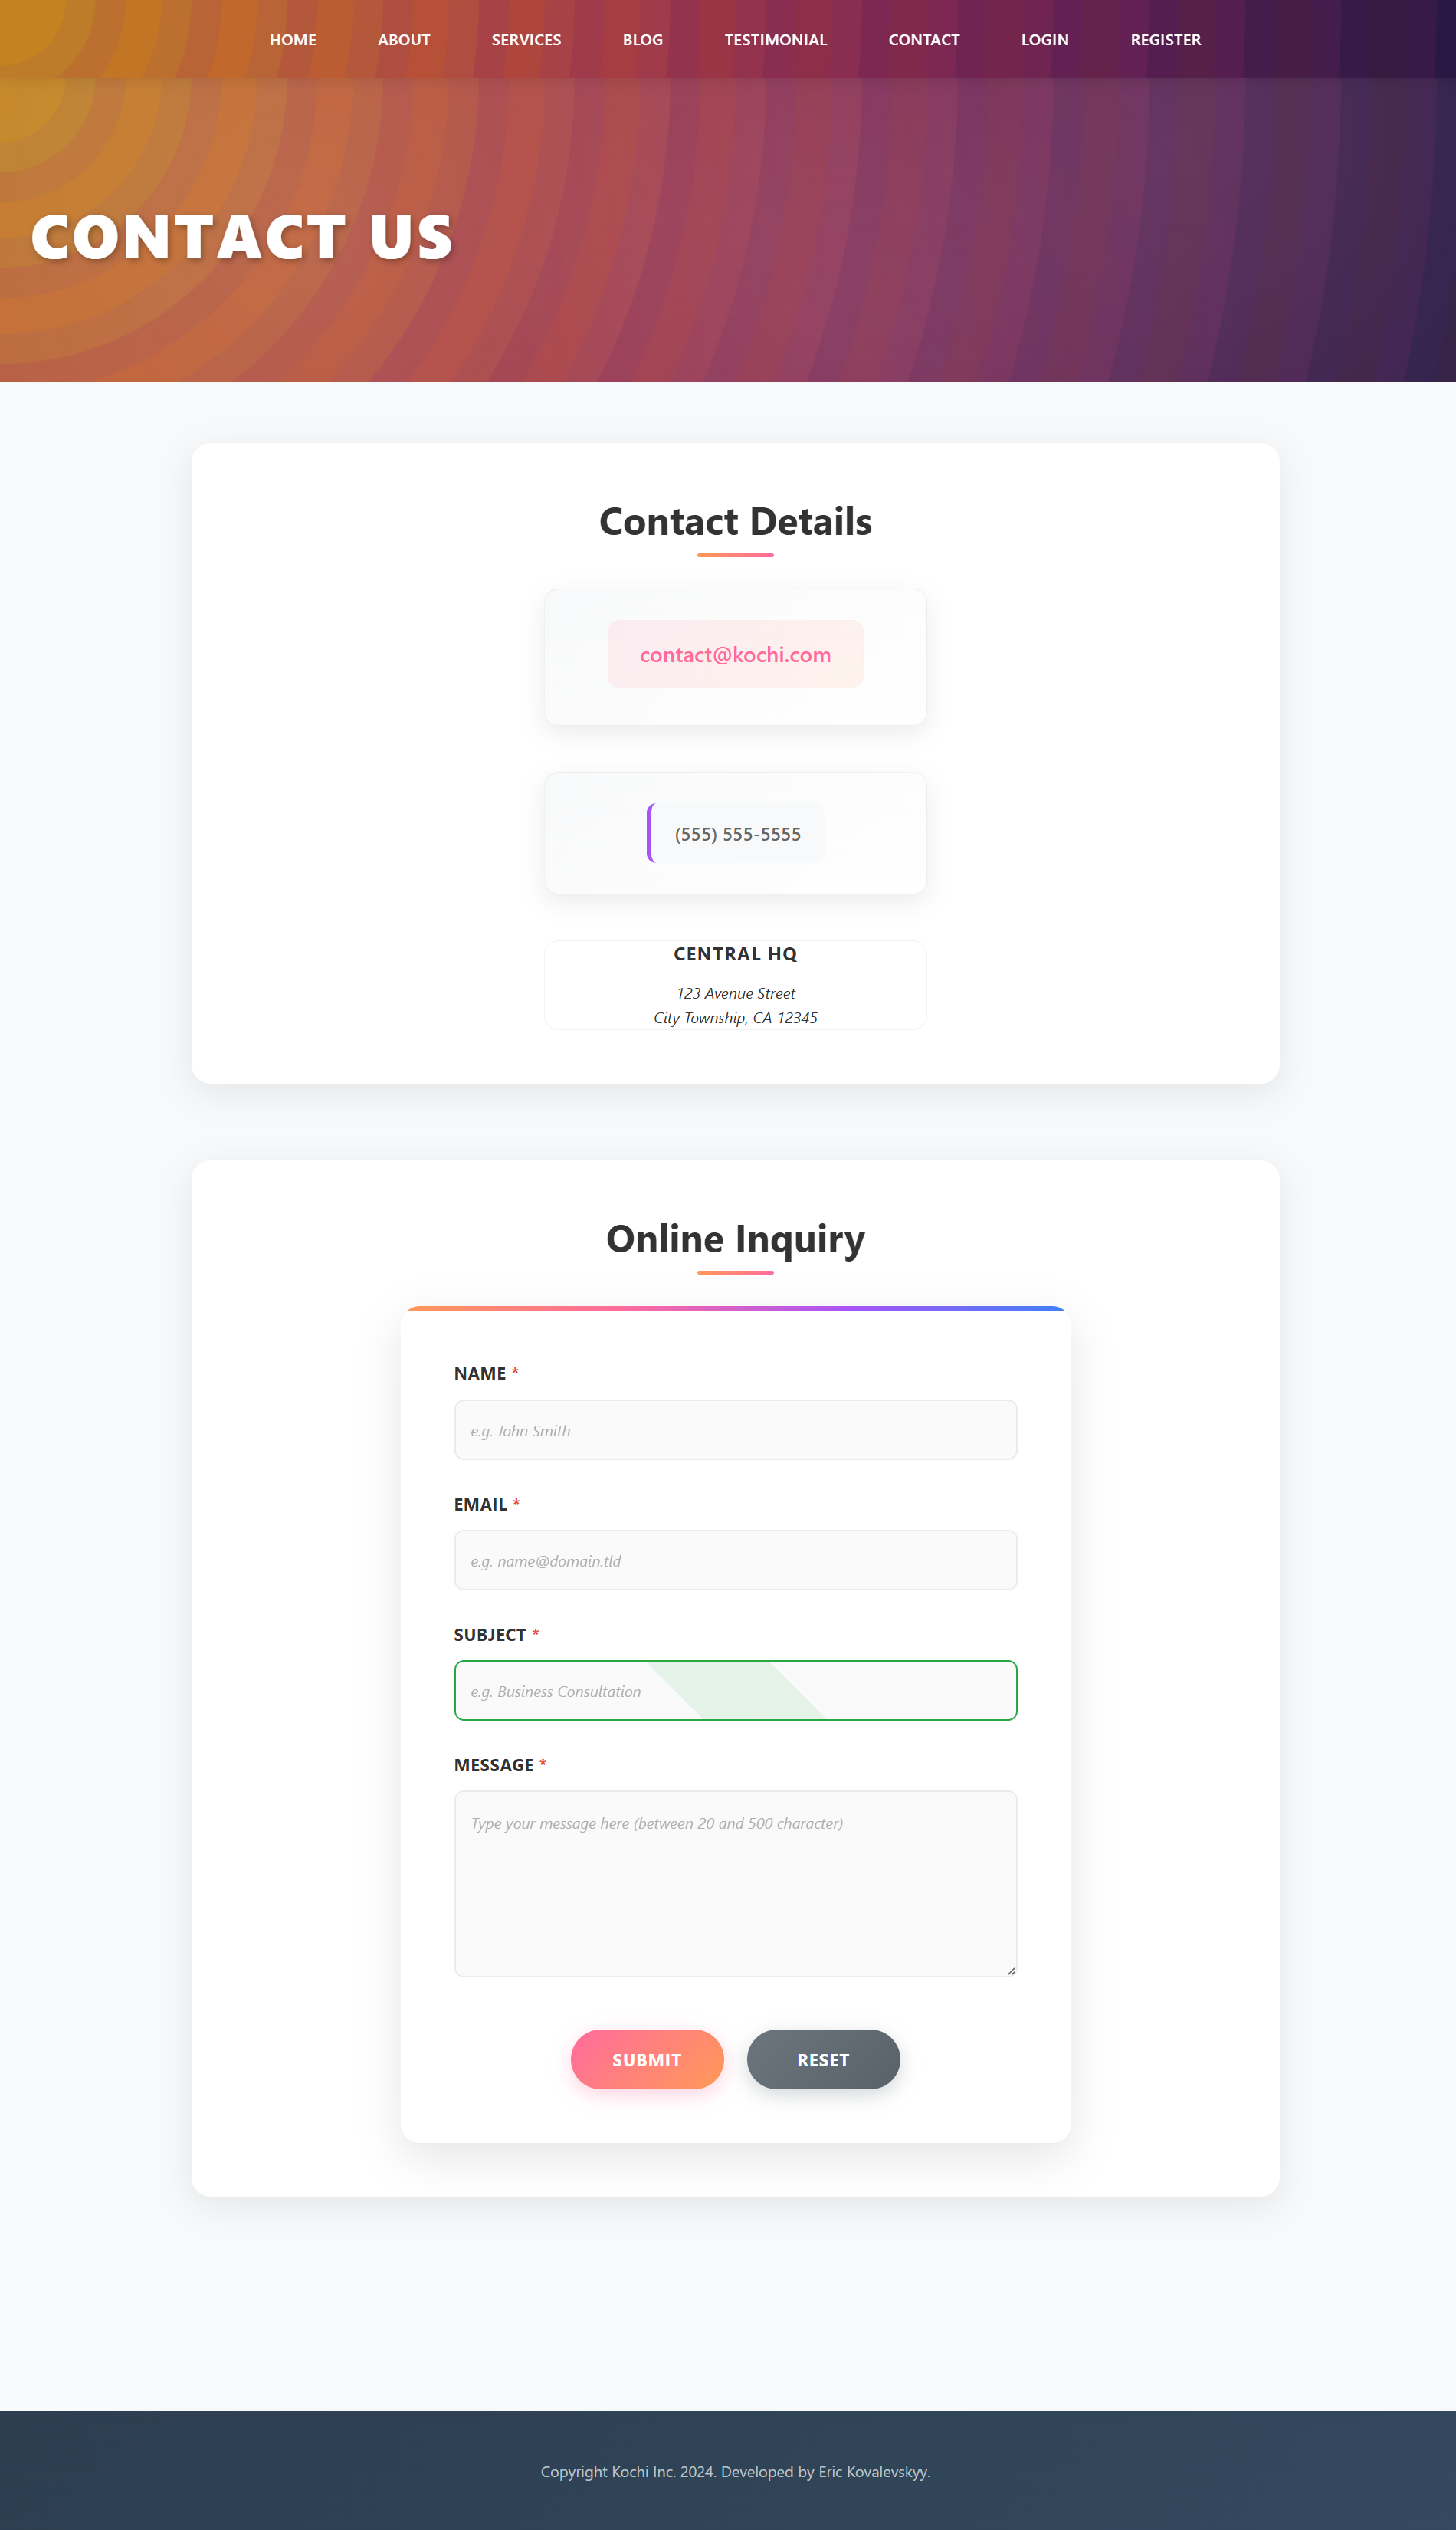 HOME ABOUT SERVICES BLOG TESTIMONIAL CONTACT LOGIN REGISTER
CONTACT US
Contact Details
contact@kochi.com
(555) 555-5555
CENTRAL HQ
123 Avenue Street
City Township, CA 12345
Online Inquiry
NAME *
e.g. John Smith
EMAIL *
e.g. name@domain.tld
SUBJECT *
e.g. Business Consultation
MESSAGE *
Type your message here (between 20 and 500 character)
SUBMIT RESET
Copyright Kochi Inc. 2024. Developed by Eric Kovalevskyy.